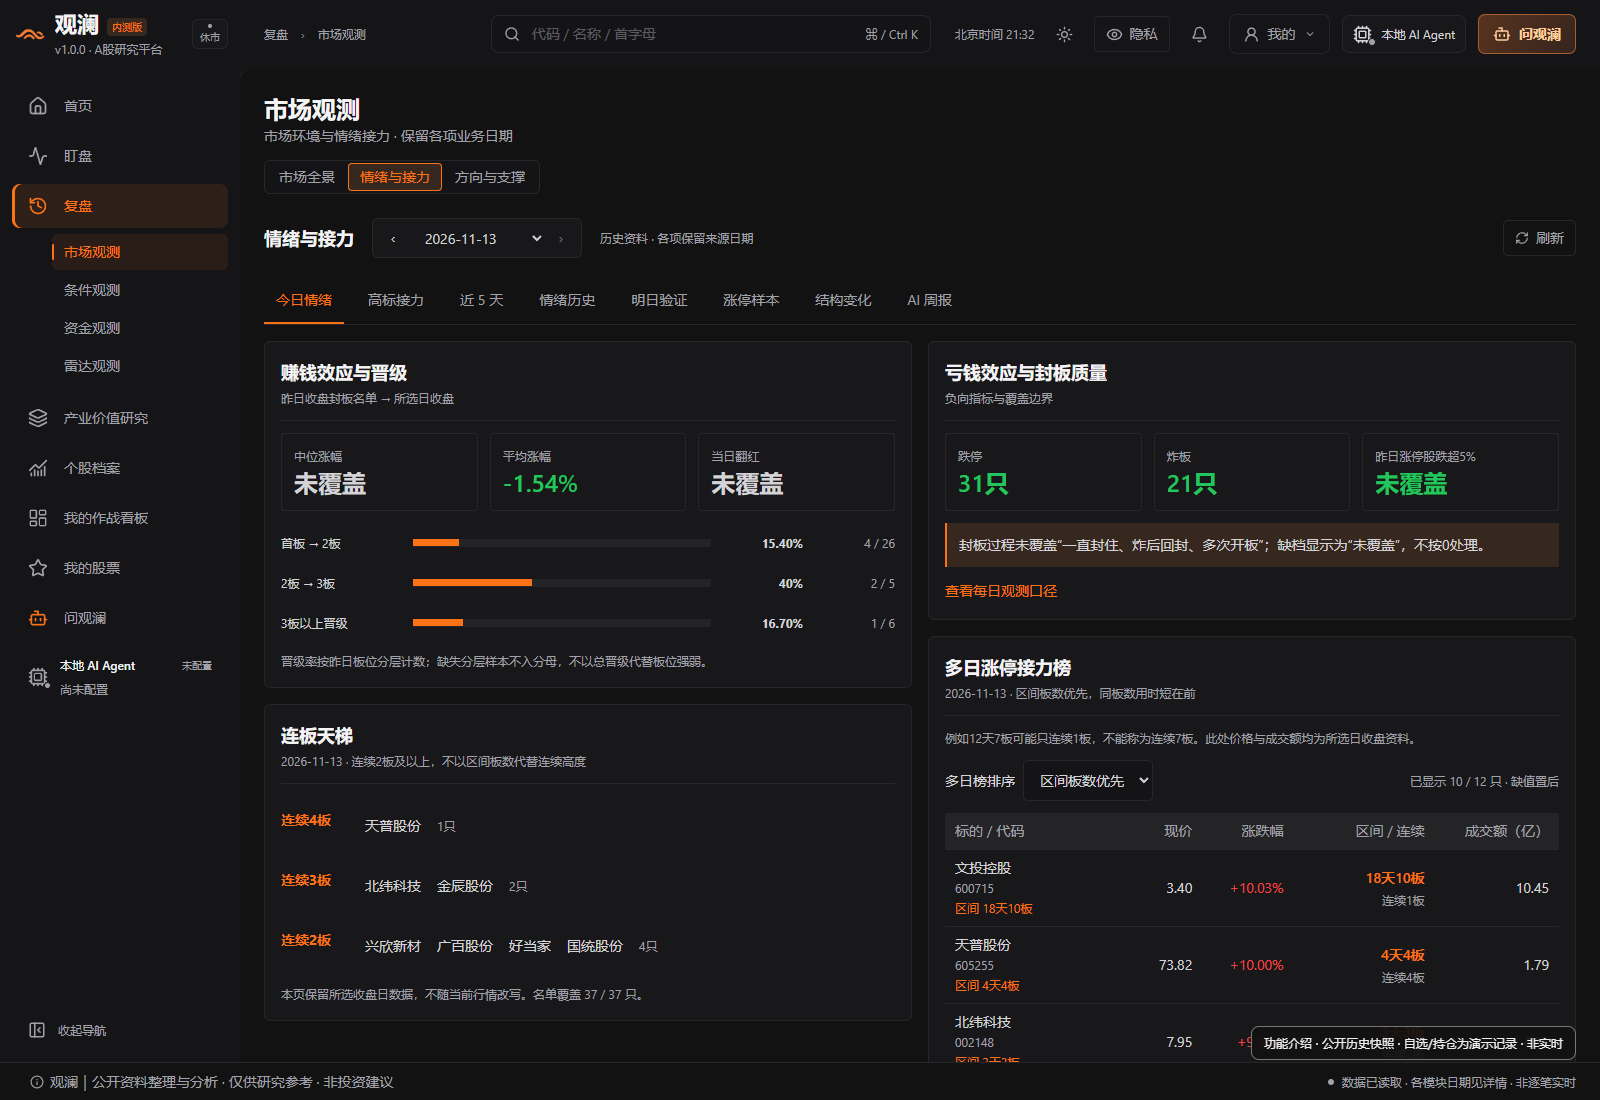 观澜 内测版
v1.0.0 · A股研究平台
休市
复盘 › 市场观测
代码 / 名称 / 首字母 ⌘ / Ctrl K
北京时间 21:32
隐私
我的
本地 AI Agent
问观澜
首页
盯盘
复盘
市场观测
条件观测
资金观测
雷达观测
产业价值研究
个股档案
我的作战看板
我的股票
问观澜
本地 AI Agent 未配置
尚未配置
收起导航
市场观测
市场环境与情绪接力 · 保留各项业务日期
市场全景 情绪与接力 方向与支撑
情绪与接力 ‹ 2026-11-13 › 历史资料 · 各项保留来源日期 刷新
今日情绪 高标接力 近 5 天 情绪历史 明日验证 涨停样本 结构变化 AI 周报
赚钱效应与晋级
昨日收盘封板名单 → 所选日收盘
中位涨幅 平均涨幅 当日翻红
未覆盖 -1.54% 未覆盖
首板 → 2板 15.40% 4 / 26
2板 → 3板 40% 2 / 5
3板以上晋级 16.70% 1 / 6
晋级率按昨日板位分层计数；缺失分层样本不入分母，不以总晋级代替板位强弱。
连板天梯
2026-11-13 · 连续2板及以上，不以区间板数代替连续高度
连续4板 天普股份 1只
连续3板 北纬科技 金辰股份 2只
连续2板 兴欣新材 广百股份 好当家 国统股份 4只
本页保留所选收盘日数据，不随当前行情改写。名单覆盖 37 / 37 只。
亏钱效应与封板质量
负向指标与覆盖边界
跌停 炸板 昨日涨停股跌超5%
31只 21只 未覆盖
封板过程未覆盖“一直封住、炸后回封、多次开板”；缺档显示为“未覆盖”，不按0处理。
查看每日观测口径
多日涨停接力榜
2026-11-13 · 区间板数优先，同板数用时短在前
例如12天7板可能只连续1板，不能称为连续7板。此处价格与成交额均为所选日收盘资料。
多日榜排序 区间板数优先 已显示 10 / 12 只 · 缺值置后
标的 / 代码 现价 涨跌幅 区间 / 连续 成交额（亿）
文投控股
600715
区间 18天10板
3.40 +10.03% 18天10板 连续1板 10.45
天普股份
605255
区间 4天4板
73.82 +10.00% 4天4板 连续4板 1.79
北纬科技
002148
7.95
功能介绍 · 公开历史快照 · 自选/持仓为演示记录 · 非实时
观澜 | 公开资料整理与分析 · 仅供研究参考 · 非投资建议
数据已读取 · 各模块日期见详情 · 非逐笔实时